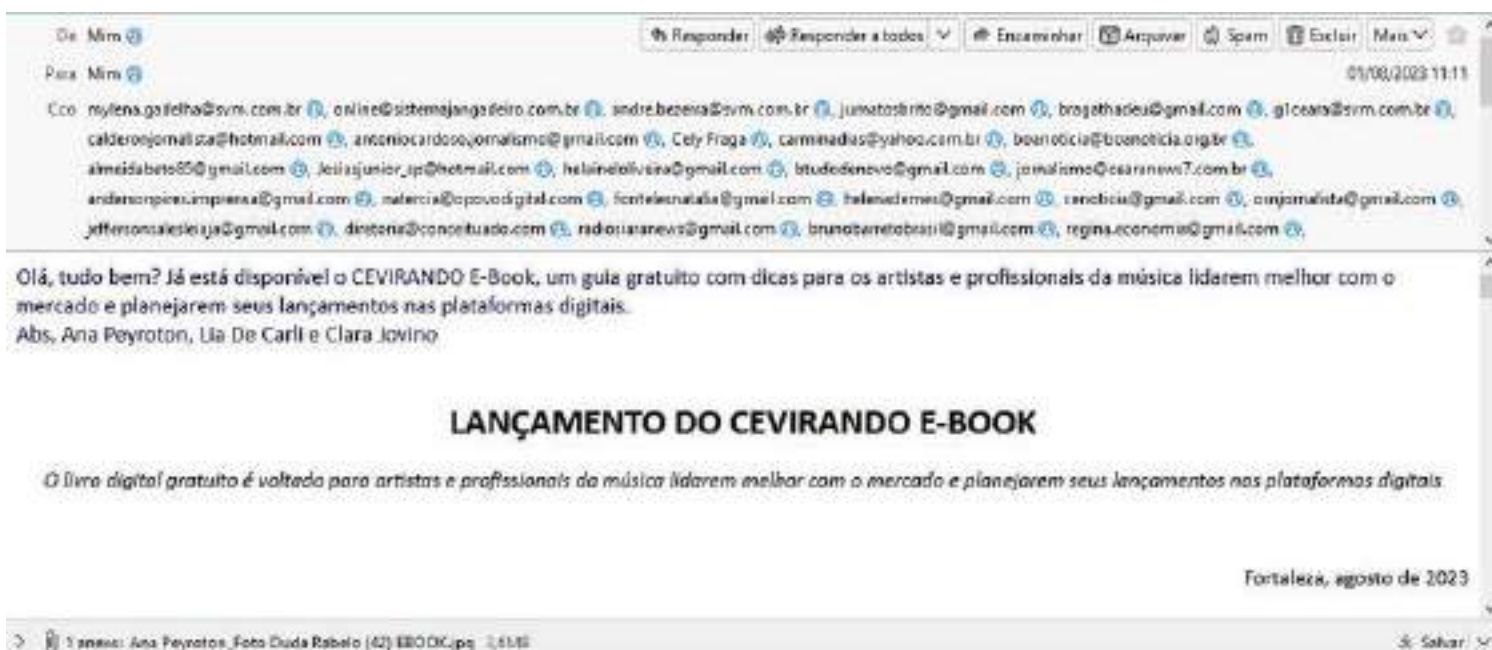 De Mim
Responder Responder a todos Encaminhar Arquivar Spam Excluir Mais
Para Mim
01/08/2023 11:11
Cco mylena.gadelha@svm.com.br, online@sistemajangadeiro.com.br, andre.bezerra@svm.com.br, jumatosbrito@gmail.com, bragathadeu@gmail.com, g1ceara@svm.com.br,
calderonjornalista@hotmail.com, antoniocardoso.jornalismo@gmail.com, Cely Fraga, carminadias@yahoo.com.br, boanoticia@boanoticia.org.br,
almeidabeto85@gmail.com, helaineloliveira@gmail.com, btudodenovo@gmail.com, jornalismo@cearanews7.com.br,
andersonpires.imprensa@gmail.com, natercia@opovodigital.com, fontelesnatalia@gmail.com, helenademes@gmail.com, cenoticia@gmail.com,
diretoria@conceituado.com, brunobarretobrasil@gmail.com, regina.economia@gmail.com,
Olá, tudo bem? Já está disponível o CEVIRANDO E-Book, um guia gratuito com dicas para os artistas e profissionais da música lidarem melhor com o
mercado e planejarem seus lançamentos nas plataformas digitais.
Abs, Ana Peyroton, Lia De Carli e Clara Jovino
LANÇAMENTO DO CEVIRANDO E-BOOK
O livro digital gratuito é voltado para artistas e profissionais da música lidarem melhor com o mercado e planejarem seus lançamentos nas plataformas digitais
Fortaleza, agosto de 2023
1 anexo: Ana Peyroton_Foto Duda Rabelo (42) EBOOK.jpg Salvar